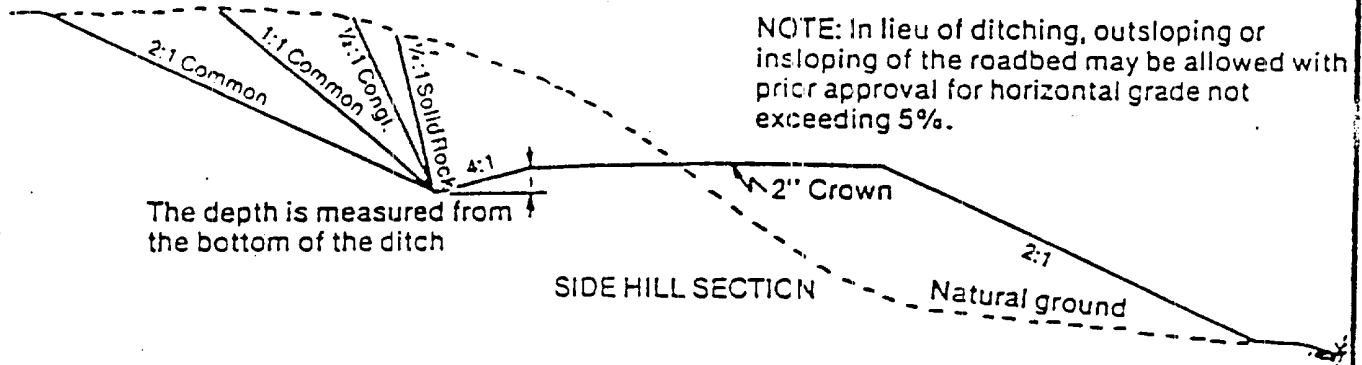 NOTE: In lieu of ditching, outsloping or
insloping of the roadbed may be allowed with
prior approval for horizontal grade not
exceeding 5%.
2:1 Common
1:1 Common
½:1 Congl.
¼:1 Solid Rock
4:1
2" Crown
The depth is measured from
the bottom of the ditch
2:1
SIDE HILL SECTION
Natural ground